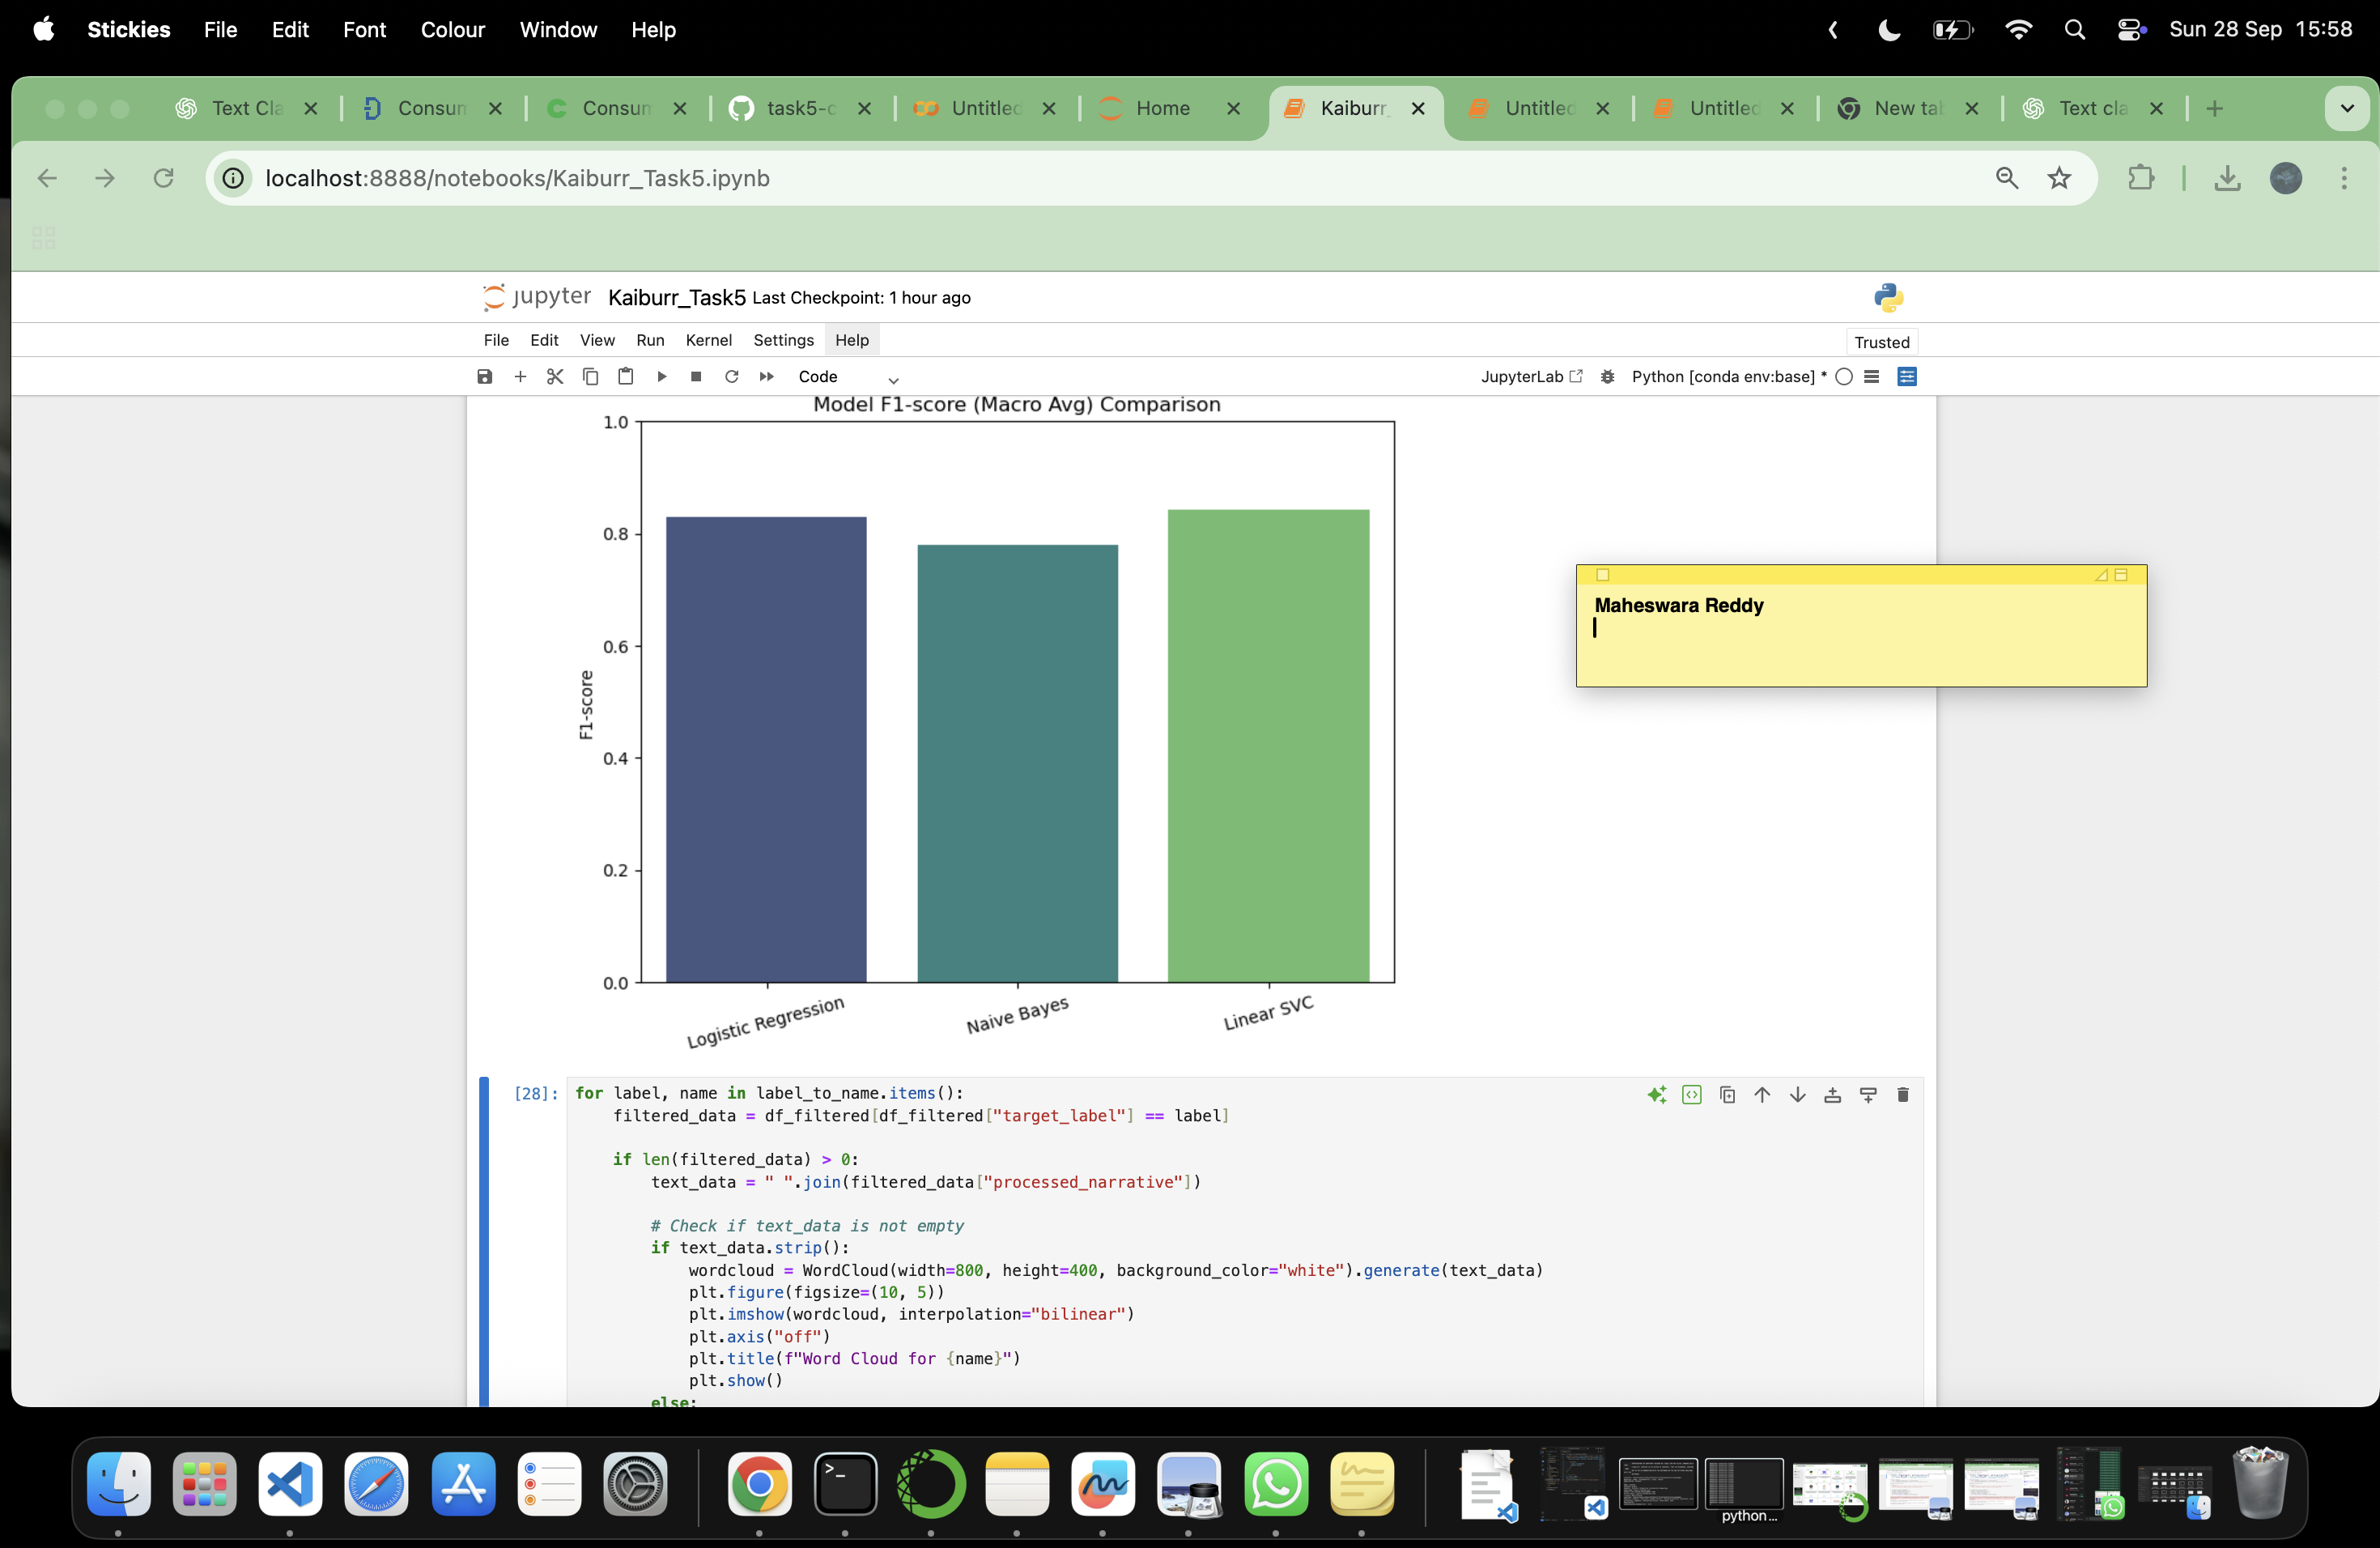 Stickies File Edit Font Colour Window Help Sun 28 Sep 15:58
Text Cla Consum Consum task5-c Untitled Home Kaiburr_ Untitled Untitled New tab Text cla
localhost:8888/notebooks/Kaiburr_Task5.ipynb
jupyter Kaiburr_Task5 Last Checkpoint: 1 hour ago
File Edit View Run Kernel Settings Help Trusted
Code JupyterLab Python [conda env:base] *
Model F1-score (Macro Avg) Comparison
1.0
0.8
0.6
0.4
0.2
0.0
F1-score
Logistic Regression Naive Bayes Linear SVC
Maheswara Reddy
[28]: for label, name in label_to_name.items():
filtered_data = df_filtered[df_filtered["target_label"] == label]
if len(filtered_data) > 0:
text_data = " ".join(filtered_data["processed_narrative"])
# Check if text_data is not empty
if text_data.strip():
wordcloud = WordCloud(width=800, height=400, background_color="white").generate(text_data)
plt.figure(figsize=(10, 5))
plt.imshow(wordcloud, interpolation="bilinear")
plt.axis("off")
plt.title(f"Word Cloud for {name}")
plt.show()
else:
python...